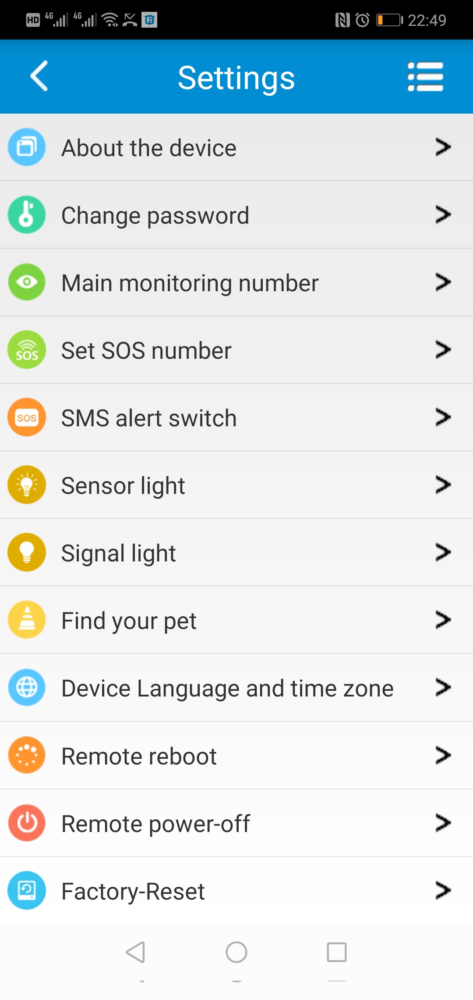 HD 4G 4G 22:49
Settings
About the device
Change password
Main monitoring number
SOS Set SOS number
SOS SMS alert switch
Sensor light
Signal light
Find your pet
Device Language and time zone
Remote reboot
Remote power-off
Factory-Reset